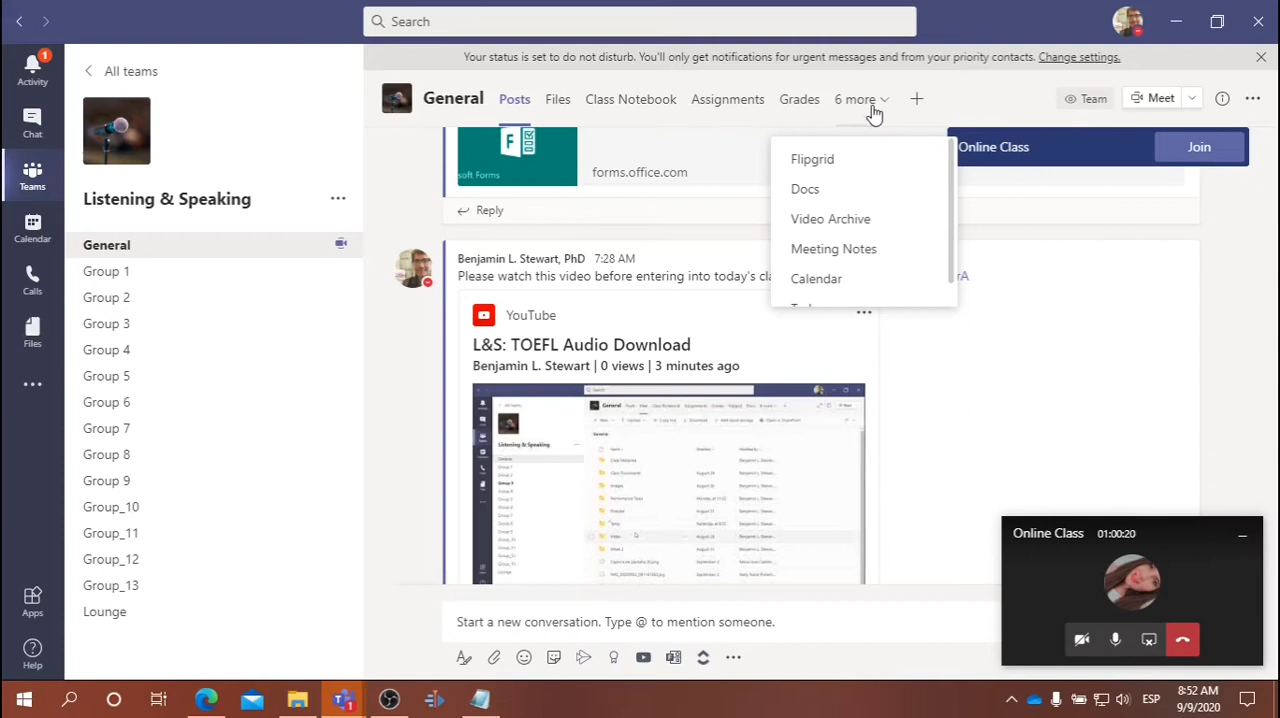 Search
Your status is set to do not disturb. You'll only get notifications for urgent messages and from your priority contacts. Change settings.
1
Activity
Chat
Teams
Calendar
Calls
Files
Apps
Help
All teams
Listening & Speaking
General
Group 1
Group 2
Group 3
Group 4
Group 5
Group 6
Group 7
Group 8
Group 9
Group_10
Group_11
Group_12
Group_13
Lounge
General Posts Files Class Notebook Assignments Grades 6 more
Team Meet
Flipgrid
Docs
Video Archive
Meeting Notes
Calendar
Online Class Join
soft Forms
forms.office.com
Reply
Benjamin L. Stewart, PhD 7:28 AM
Please watch this video before entering into today's cla
YouTube
L&S: TOEFL Audio Download
Benjamin L. Stewart | 0 views | 3 minutes ago
Start a new conversation. Type @ to mention someone.
Online Class 01:00:20
ESP
8:52 AM
9/9/2020